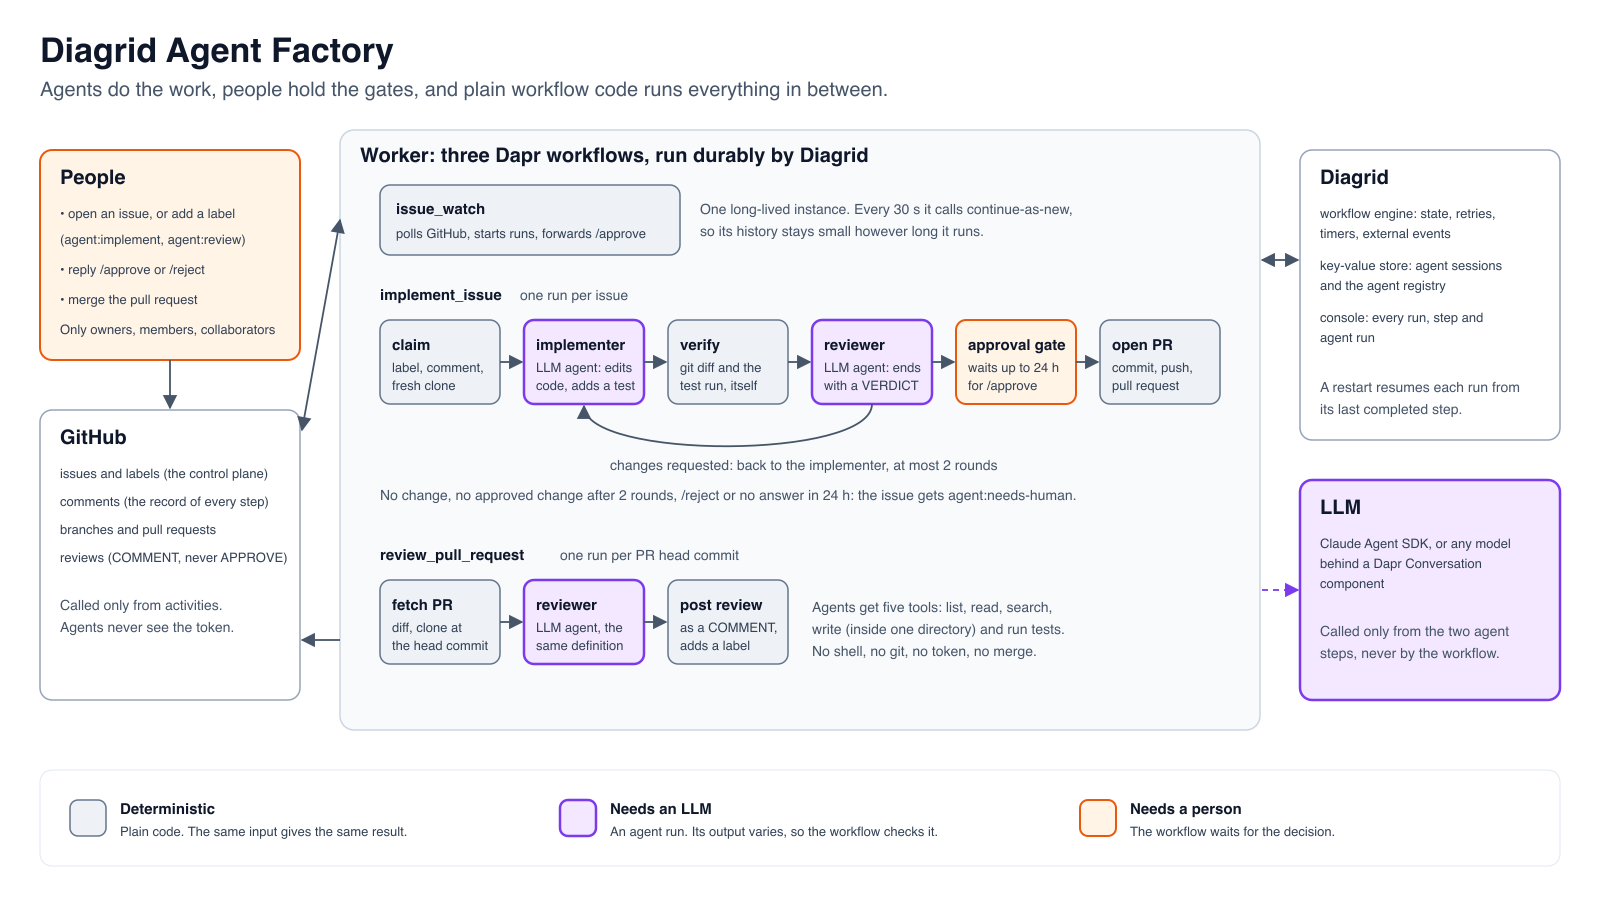 Diagrid Agent Factory
Agents do the work, people hold the gates, and plain workflow code runs everything in between.
People
• open an issue, or add a label
(agent:implement, agent:review)
• reply /approve or /reject
• merge the pull request
Only owners, members, collaborators
GitHub
issues and labels (the control plane)
comments (the record of every step)
branches and pull requests
reviews (COMMENT, never APPROVE)
Called only from activities.
Agents never see the token.
Worker: three Dapr workflows, run durably by Diagrid
issue_watch
polls GitHub, starts runs, forwards /approve
One long-lived instance. Every 30 s it calls continue-as-new,
so its history stays small however long it runs.
implement_issue one run per issue
claim
label, comment,
fresh clone
implementer
LLM agent: edits
code, adds a test
verify
git diff and the
test run, itself
reviewer
LLM agent: ends
with a VERDICT
approval gate
waits up to 24 h
for /approve
open PR
commit, push,
pull request
changes requested: back to the implementer, at most 2 rounds
No change, no approved change after 2 rounds, /reject or no answer in 24 h: the issue gets agent:needs-human.
review_pull_request one run per PR head commit
fetch PR
diff, clone at
the head commit
reviewer
LLM agent, the
same definition
post review
as a COMMENT,
adds a label
Agents get five tools: list, read, search,
write (inside one directory) and run tests.
No shell, no git, no token, no merge.
Diagrid
workflow engine: state, retries,
timers, external events
key-value store: agent sessions
and the agent registry
console: every run, step and
agent run
A restart resumes each run from
its last completed step.
LLM
Claude Agent SDK, or any model
behind a Dapr Conversation
component
Called only from the two agent
steps, never by the workflow.
Deterministic
Plain code. The same input gives the same result.
Needs an LLM
An agent run. Its output varies, so the workflow checks it.
Needs a person
The workflow waits for the decision.